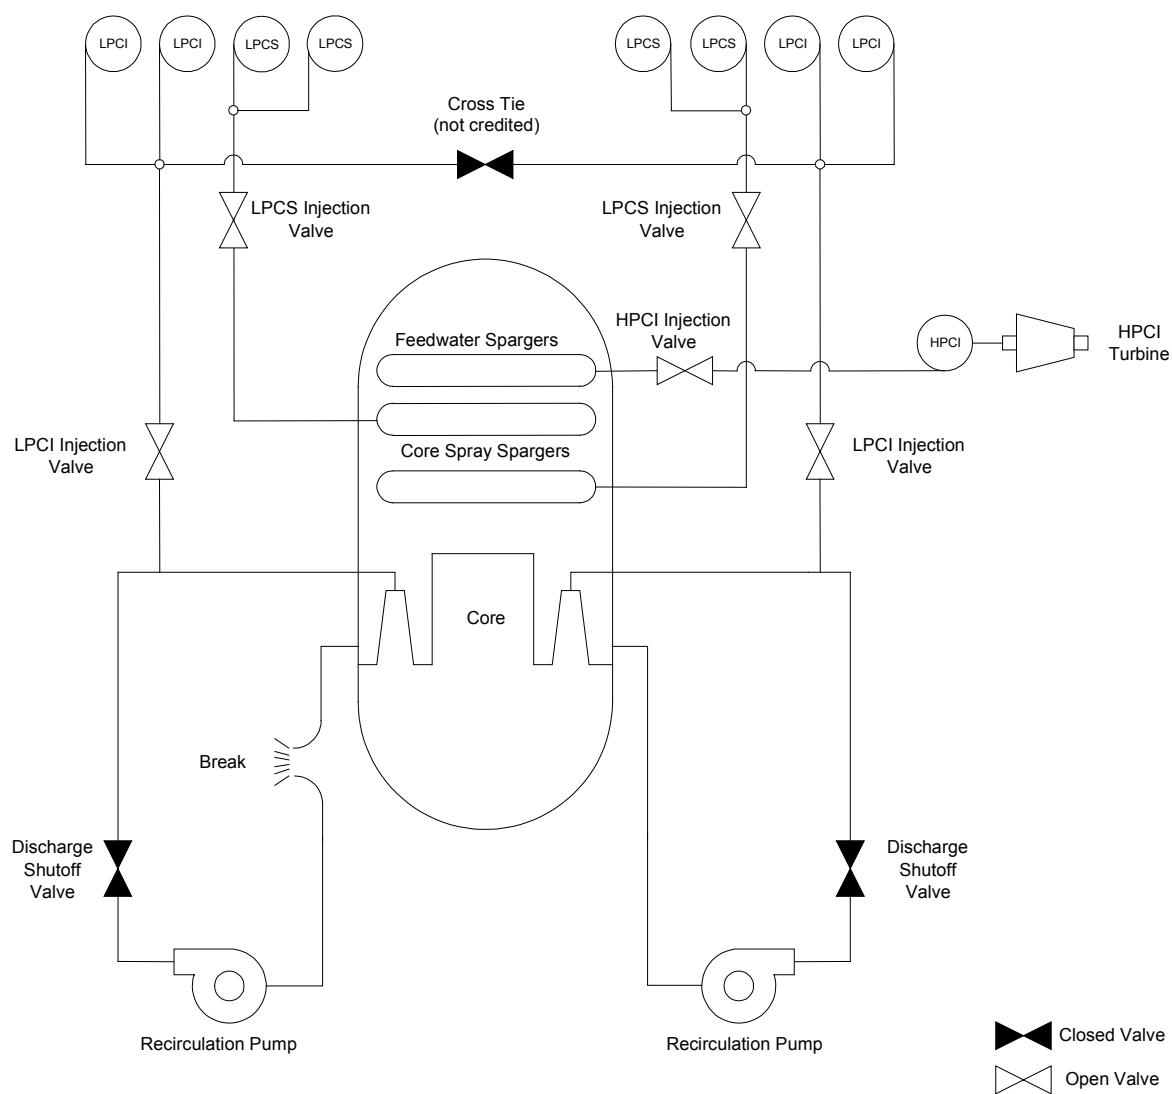 LPCI
LPCI
LPCS
LPCS
LPCS
LPCS
LPCI
LPCI
Cross Tie
(not credited)
LPCS Injection
Valve
LPCS Injection
Valve
HPCI Injection
Valve
HPCI
HPCI
Turbine
Feedwater Spargers
LPCI Injection
Valve
Core Spray Spargers
LPCI Injection
Valve
Core
Break
Discharge
Shutoff
Valve
Discharge
Shutoff
Valve
Recirculation Pump
Recirculation Pump
Closed Valve
Open Valve